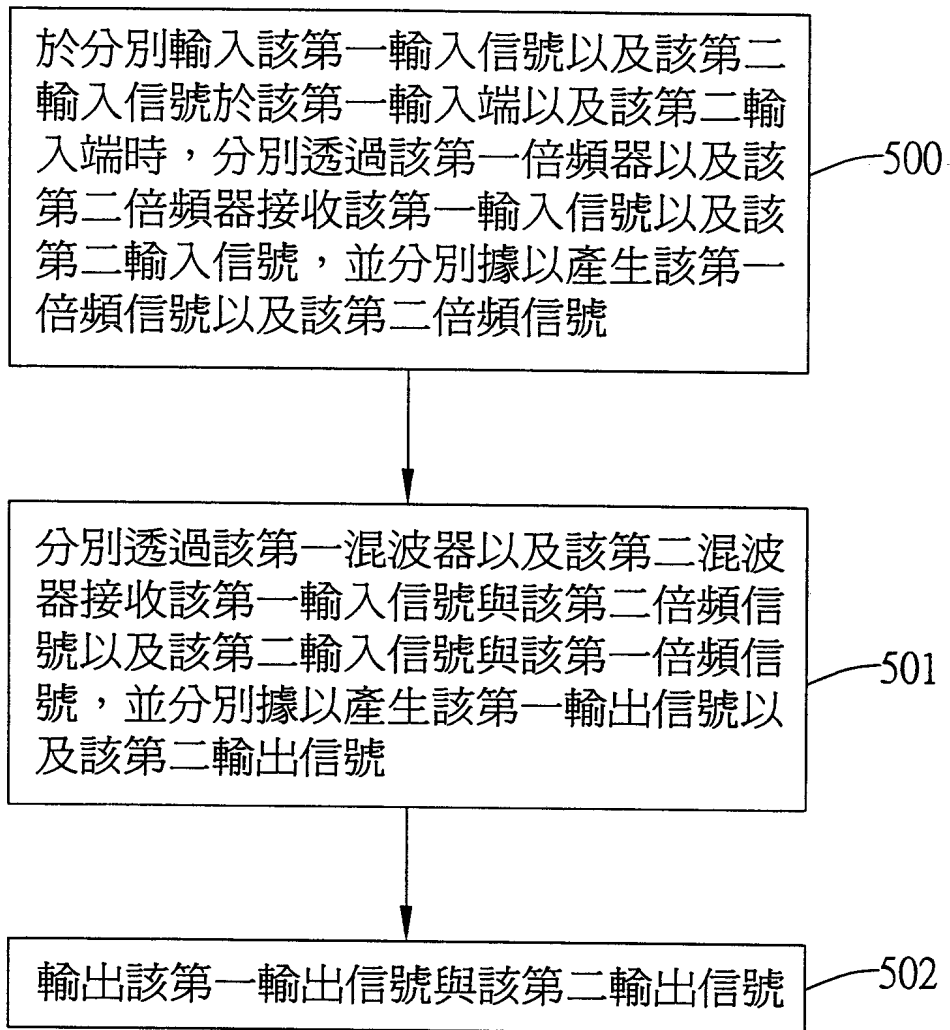 於分別輸入該第一輸入信號以及該第二
輸入信號於該第一輸入端以及該第二輸
入端時，分別透過該第一倍頻器以及該
第二倍頻器接收該第一輸入信號以及該
第二輸入信號，並分別據以產生該第一
倍頻信號以及該第二倍頻信號
500
分別透過該第一混波器以及該第二混波
器接收該第一輸入信號與該第二倍頻信
號以及該第二輸入信號與該第一倍頻信
號，並分別據以產生該第一輸出信號以
及該第二輸出信號
501
輸出該第一輸出信號與該第二輸出信號
502